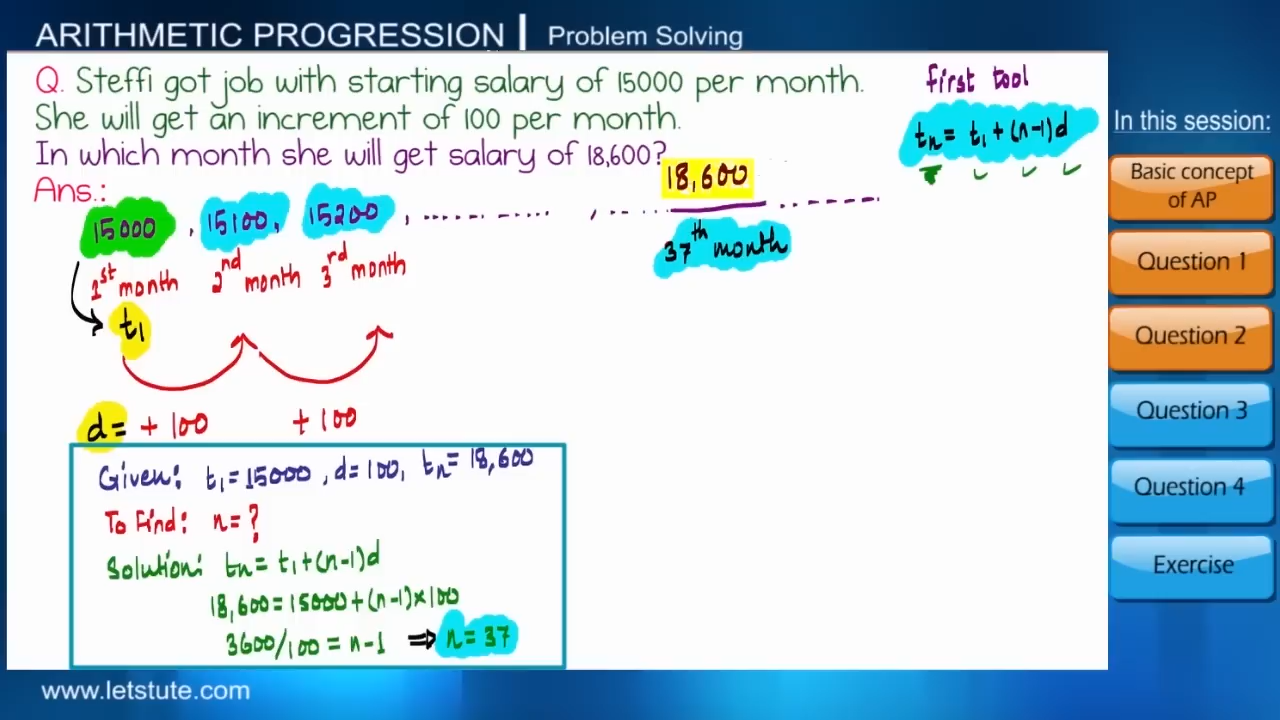 ARITHMETIC PROGRESSION | Problem Solving
Q. Steffi got job with starting salary of 15000 per month.
She will get an increment of 100 per month.
In which month she will get salary of 18,600?
Ans.:
15000 , 15100, 15200 , .................. , ...... 18,600 ............
1st month 2nd month 3rd month
37th month
t1
d= + 100 + 100
Given: t1 = 15000 , d= 100, tn = 18,600
To Find: n= ?
Solution: tn = t1 + (n-1)d
18,600 = 15000 + (n-1)×100
3600/100 = n-1 ⇒ n = 37
First tool
tn = t1 + (n-1)d
In this session:
Basic concept
of AP
Question 1
Question 2
Question 3
Question 4
Exercise
www.letstute.com